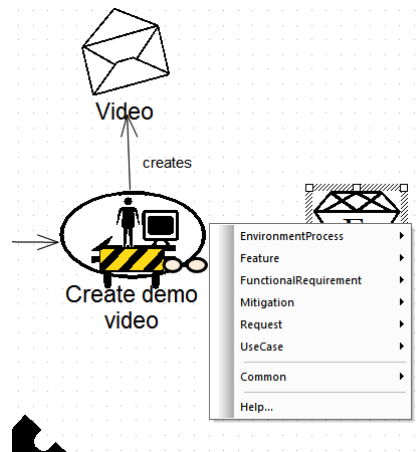 Video
creates
Create demo
video
EnvironmentProcess
Feature
FunctionalRequirement
Mitigation
Request
UseCase
Common
Help...